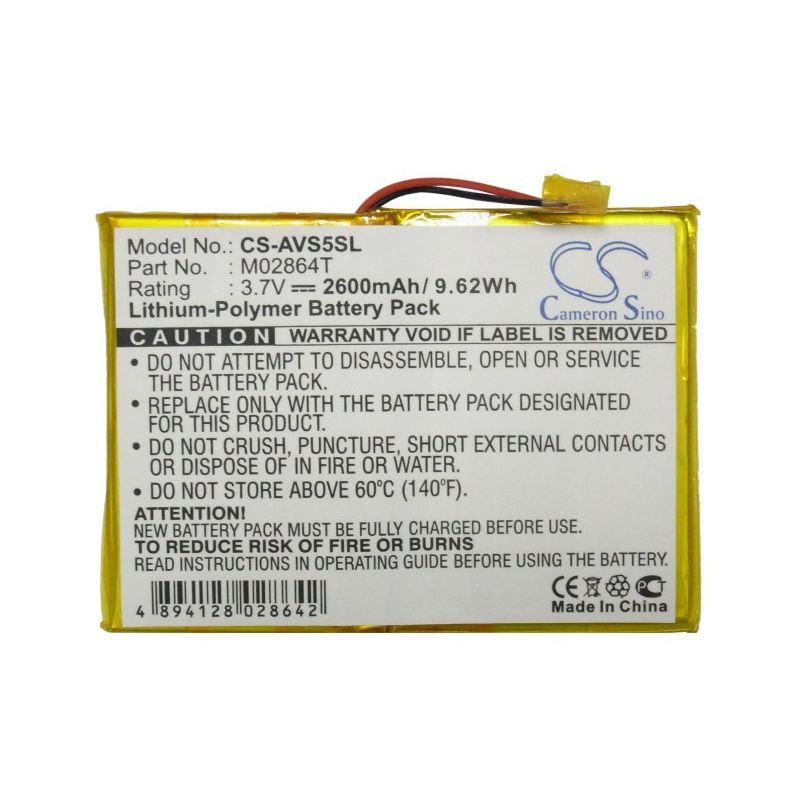 Model No.: CS-AVS5SL
Part No. : M02864T
Rating : 3.7V 2600mAh/ 9.62Wh
Lithium-Polymer Battery Pack
CS
®
Cameron Sino
CAUTION WARRANTY VOID IF LABEL IS REMOVED
•DO NOT ATTEMPT TO DISASSEMBLE, OPEN OR SERVICE
THE BATTERY PACK.
•REPLACE ONLY WITH THE BATTERY PACK DESIGNATED
FOR THIS PRODUCT.
•DO NOT CRUSH, PUNCTURE, SHORT EXTERNAL CONTACTS
OR DISPOSE OF IN FIRE OR WATER.
•DO NOT STORE ABOVE 60°C (140°F).
ATTENTION!
NEW BATTERY PACK MUST BE FULLY CHARGED BEFORE USE
TO REDUCE RISK OF FIRE OR BURNS
READ INSTRUCTIONS IN OPERATING GUIDE BEFORE USING THE BATTERY.
4 894128 028642
CE
Made In China